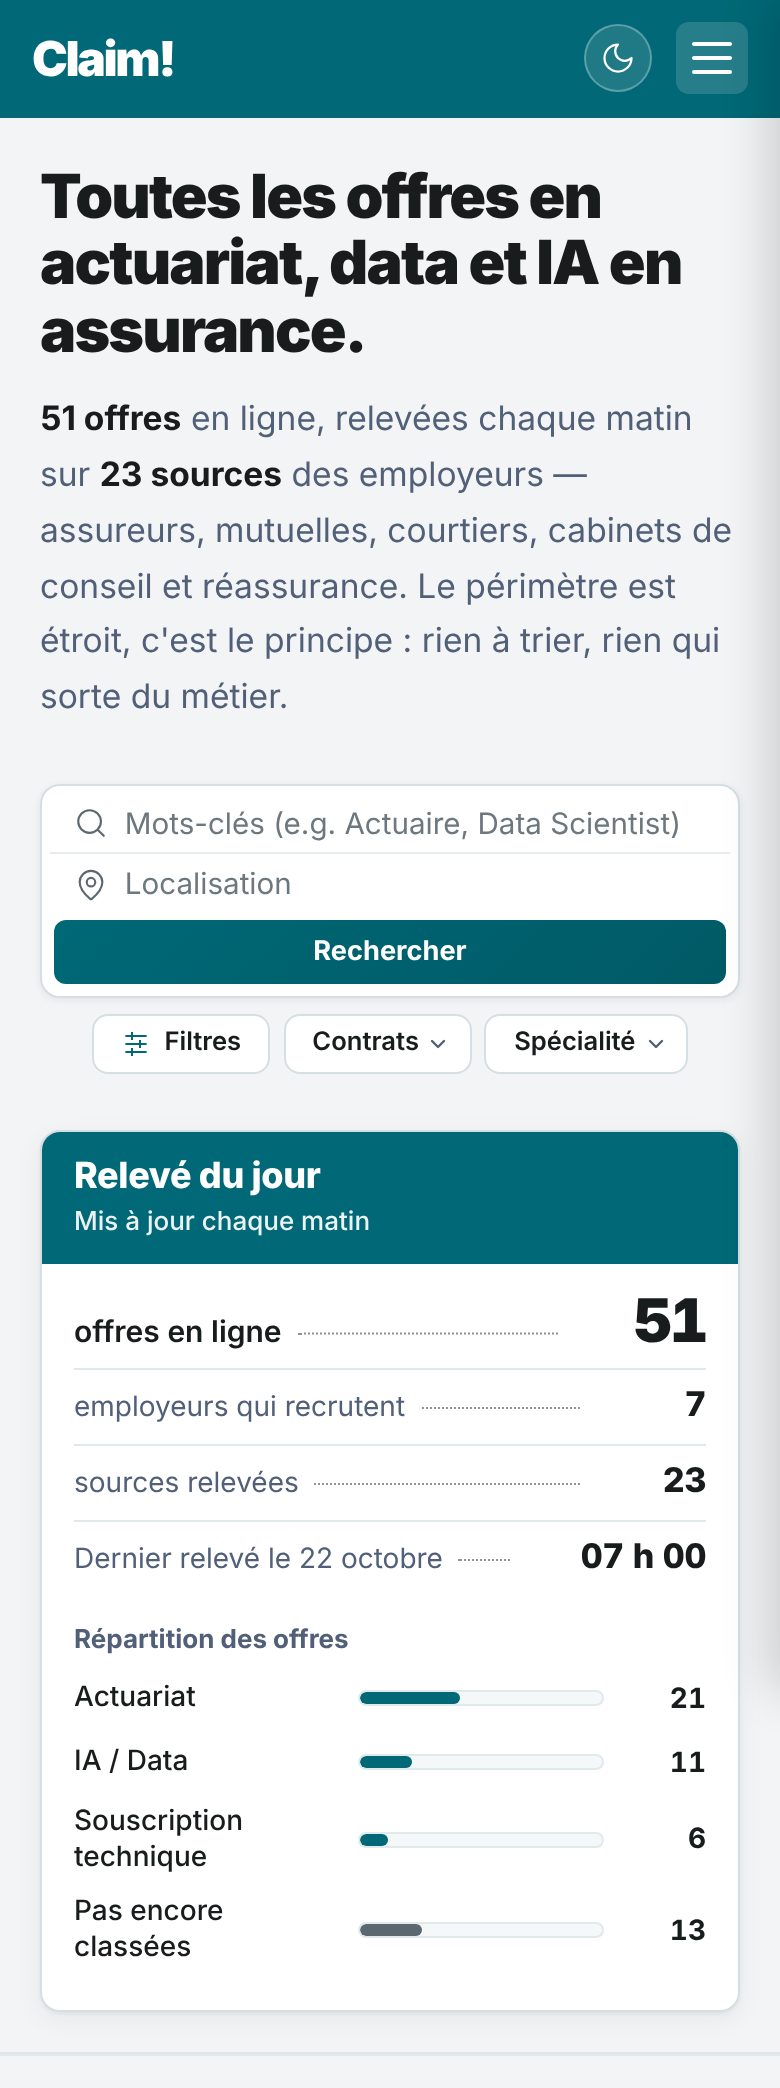 Claim!
Toutes les offres en
actuariat, data et IA en
assurance.
51 offres en ligne, relevées chaque matin
sur 23 sources des employeurs —
assureurs, mutuelles, courtiers, cabinets de
conseil et réassurance. Le périmètre est
étroit, c'est le principe : rien à trier, rien qui
sorte du métier.
Mots-clés (e.g. Actuaire, Data Scientist)
Localisation
Rechercher
Filtres Contrats Spécialité
Relevé du jour
Mis à jour chaque matin
offres en ligne 51
employeurs qui recrutent 7
sources relevées 23
Dernier relevé le 22 octobre 07 h 00
Répartition des offres
Actuariat 21
IA / Data 11
Souscription
technique 6
Pas encore
classées 13